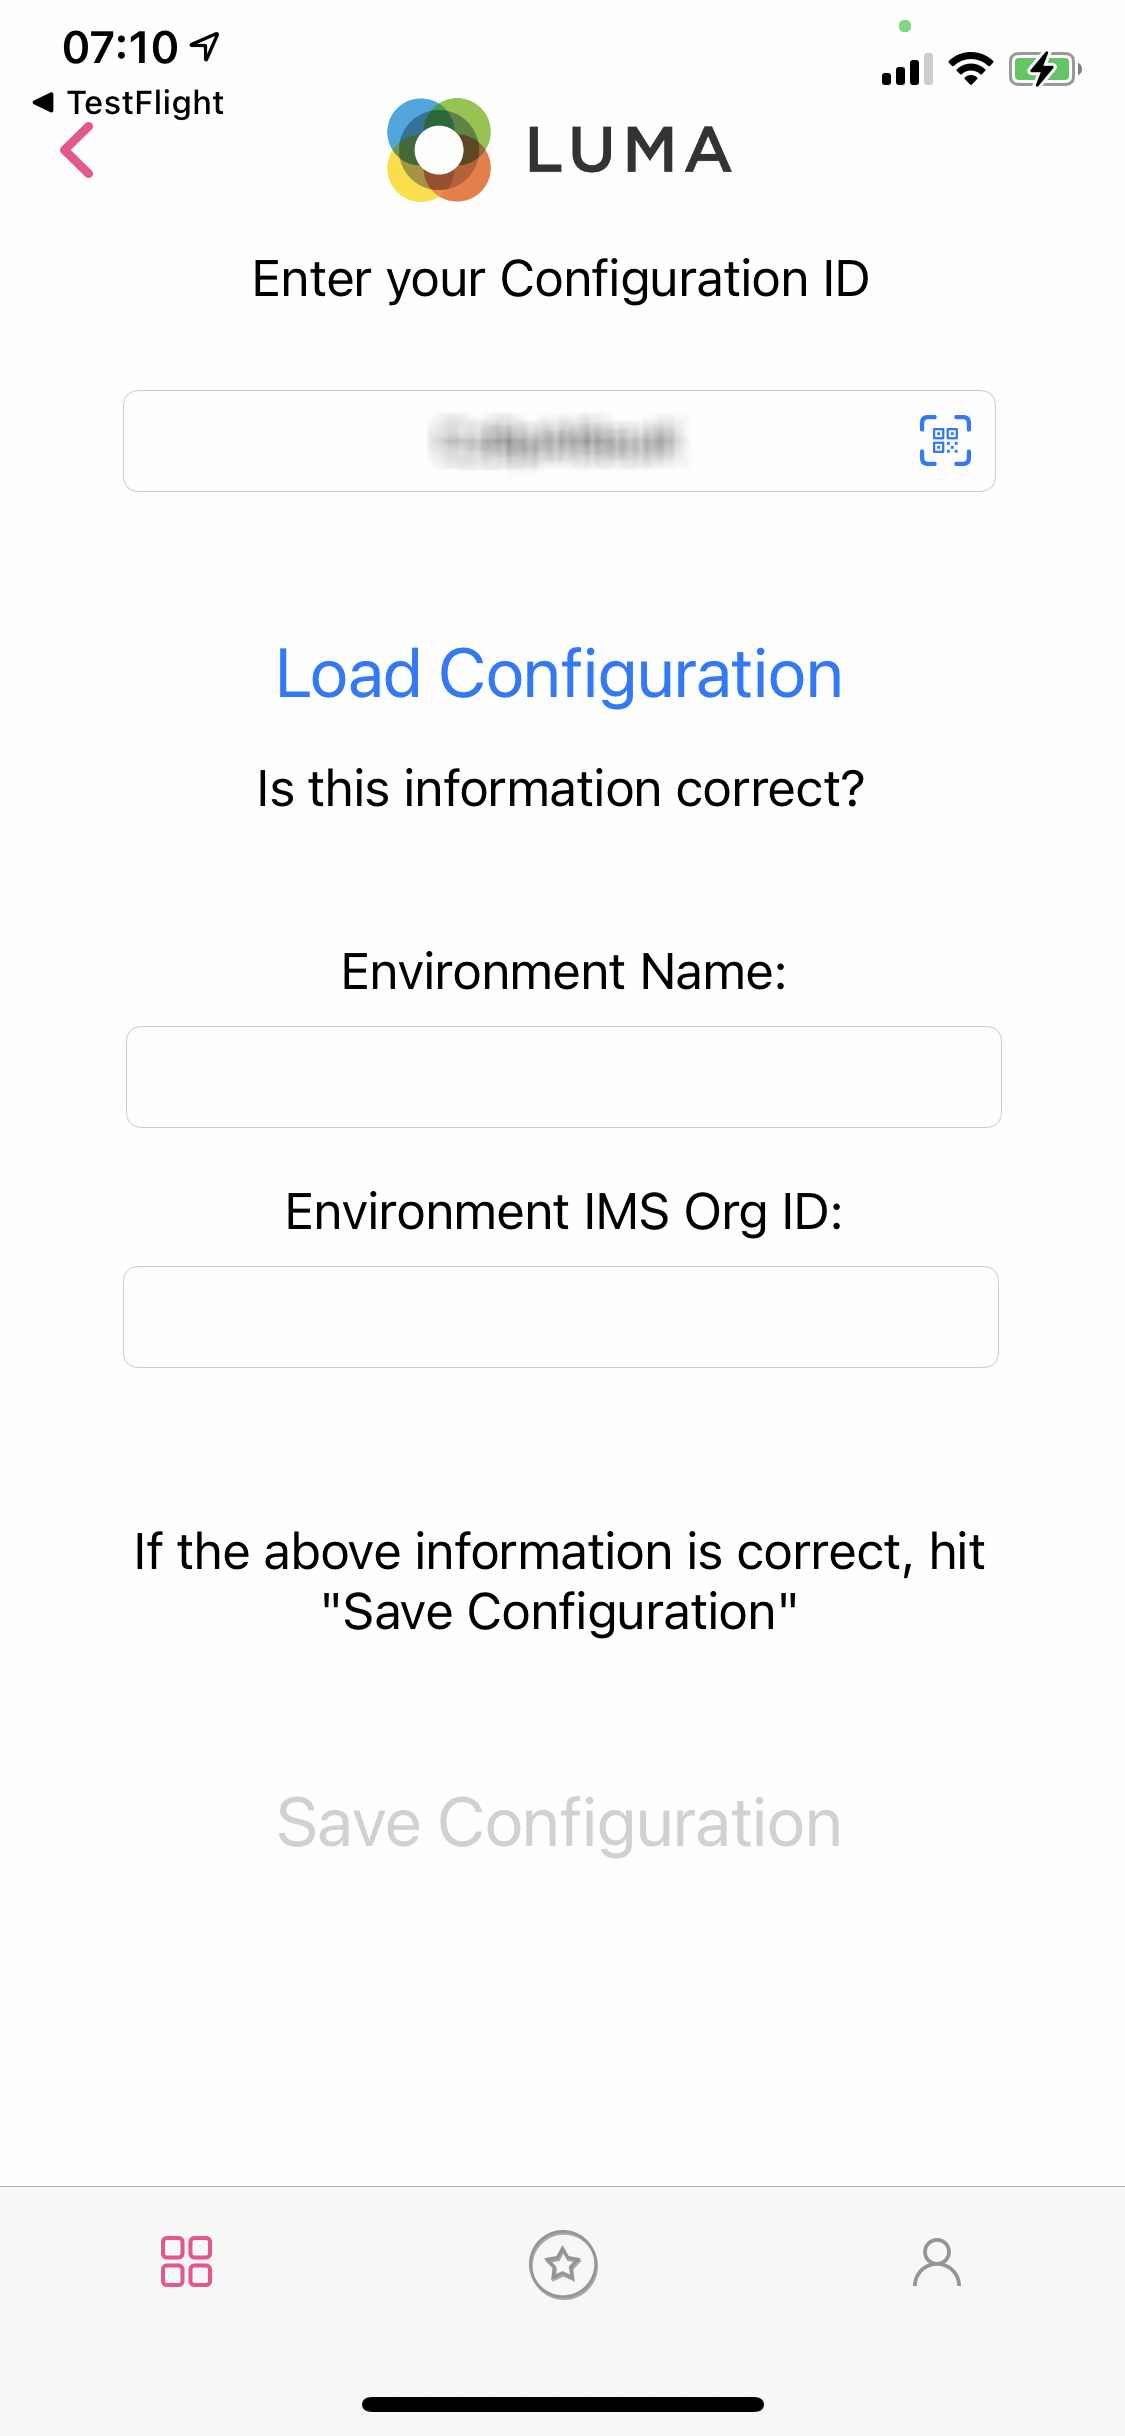 07:10
TestFlight
LUMA
Enter your Configuration ID
Load Configuration
Is this information correct?
Environment Name:
Environment IMS Org ID:
If the above information is correct, hit
"Save Configuration"
Save Configuration